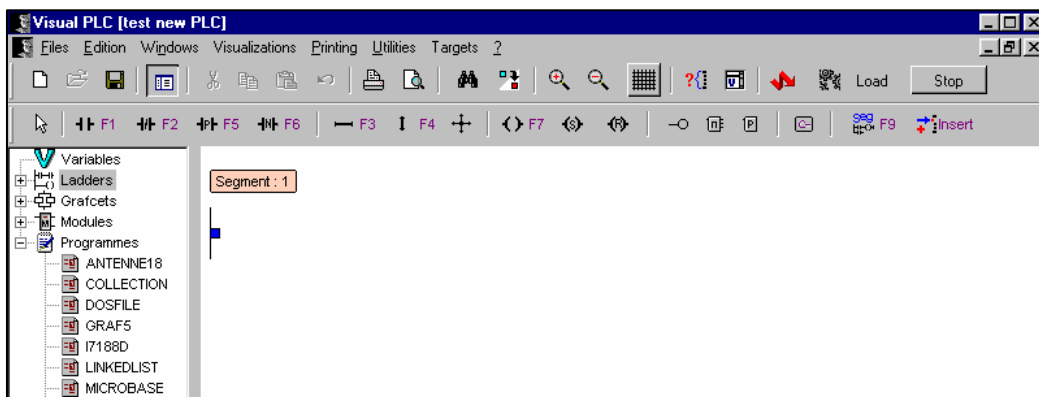 Visual PLC [test new PLC]
Files Edition Windows Visualizations Printing Utilities Targets ?
Load Stop
F1 F2 P F5 N F6 F3 F4 F7 S R n P C- seg F9 Insert
Variables
Ladders
Segment : 1
Grafcets
Modules
Programmes
ANTENNE18
COLLECTION
DOSFILE
GRAF5
I7188D
LINKEDLIST
MICROBASE